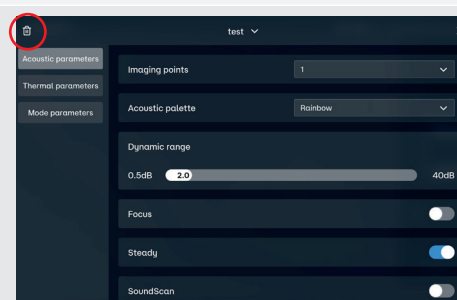 test
Acoustic parameters
Thermal parameters
Mode parameters
Imaging points 1
Acoustic palette Rainbow
Dynamic range
0.5dB 2.0 40dB
Focus
Steady
SoundScan